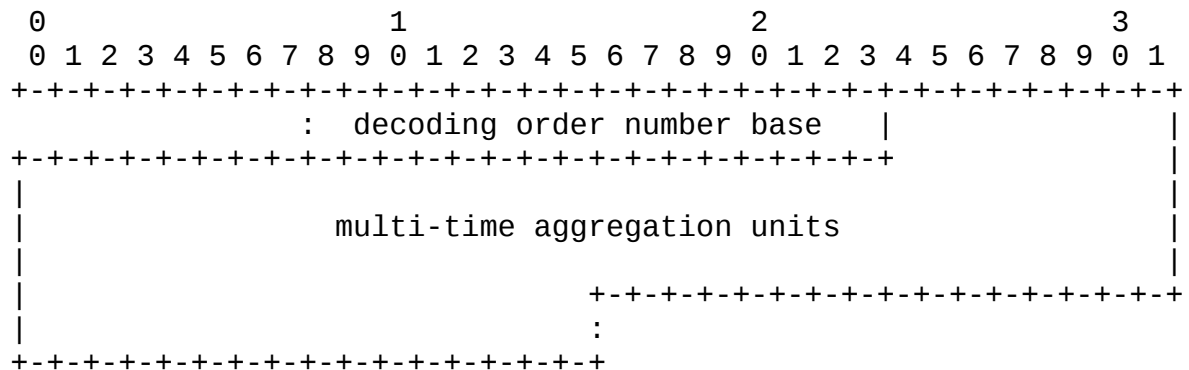 0                   1                   2                   3
 0 1 2 3 4 5 6 7 8 9 0 1 2 3 4 5 6 7 8 9 0 1 2 3 4 5 6 7 8 9 0 1
+-+-+-+-+-+-+-+-+-+-+-+-+-+-+-+-+-+-+-+-+-+-+-+-+-+-+-+-+-+-+-+-+
                :  decoding order number base   |               |
+-+-+-+-+-+-+-+-+-+-+-+-+-+-+-+-+-+-+-+-+-+-+-+-+               |
|                                                               |
|                 multi-time aggregation units                  |
|                                                               |
|                               +-+-+-+-+-+-+-+-+-+-+-+-+-+-+-+-+
|                               :
+-+-+-+-+-+-+-+-+-+-+-+-+-+-+-+-+